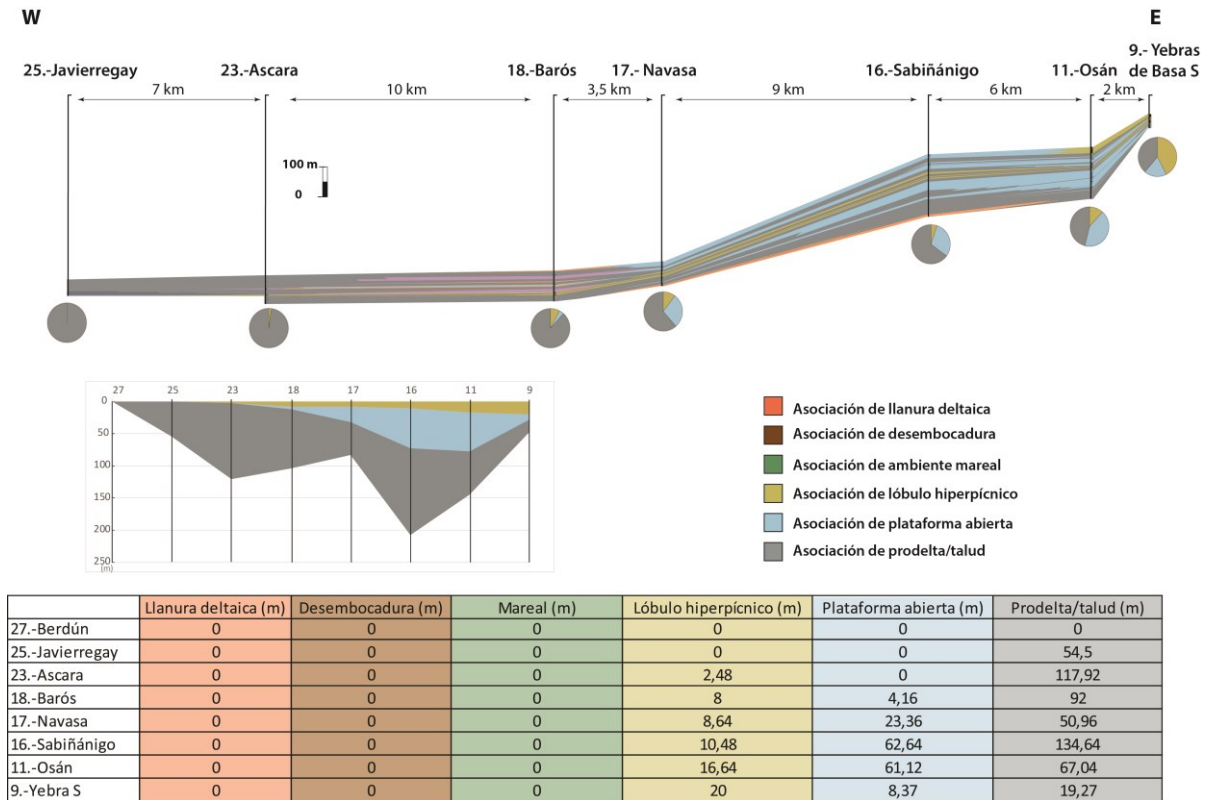 W
E
25.-Javierregay
23.-Ascara
18.-Barós
17.- Navasa
16.-Sabiñánigo
11.-Osán
9.- Yebras
de Basa S
7 km
10 km
3,5 km
9 km
6 km
2 km
100 m
0
27 25 23 18 17 16 11 9
0
50
100
150
200
250
(m)
Asociación de llanura deltaica
Asociación de desembocadura
Asociación de ambiente mareal
Asociación de lóbulo hiperpícnico
Asociación de plataforma abierta
Asociación de prodelta/talud
Llanura deltaica (m) Desembocadura (m) Mareal (m) Lóbulo hiperpícnico (m) Plataforma abierta (m) Prodelta/talud (m)
27.-Berdún 0 0 0 0 0 0
25.-Javierregay 0 0 0 0 0 54,5
23.-Ascara 0 0 0 2,48 0 117,92
18.-Barós 0 0 0 8 4,16 92
17.-Navasa 0 0 0 8,64 23,36 50,96
16.-Sabiñánigo 0 0 0 10,48 62,64 134,64
11.-Osán 0 0 0 16,64 61,12 67,04
9.-Yebra S 0 0 0 20 8,37 19,27